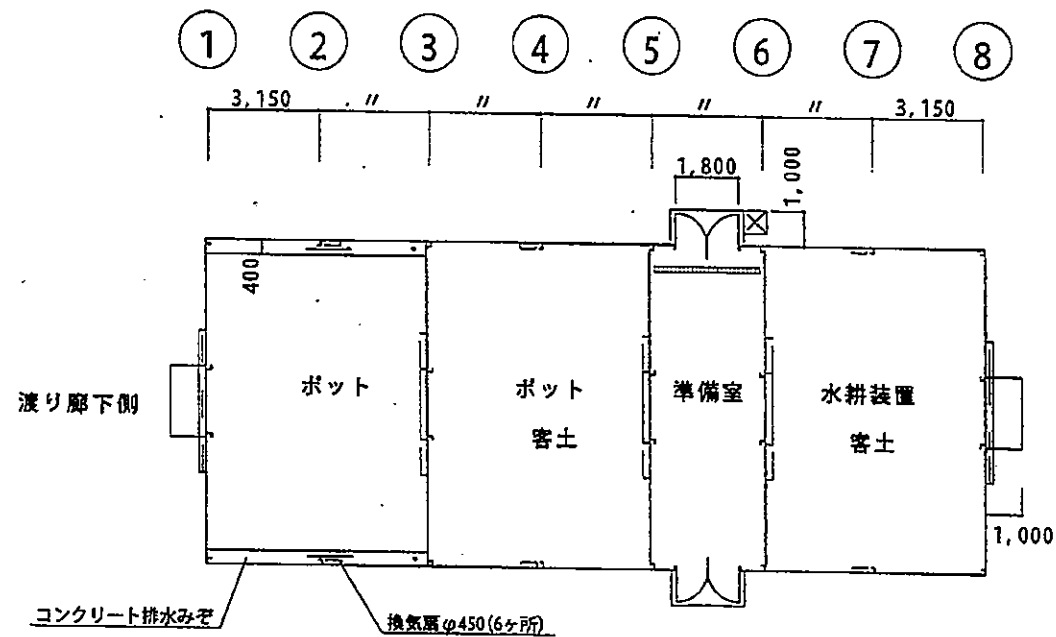 1 2 3 4 5 6 7 8
3,150 〃 〃 〃 〃 〃 3,150
1,800
1,000
400
渡り廊下側
ポット
ポット
客土
準備室
水耕装置
客土
1,000
コンクリート排水みぞ
換気扇φ450(6ケ所)